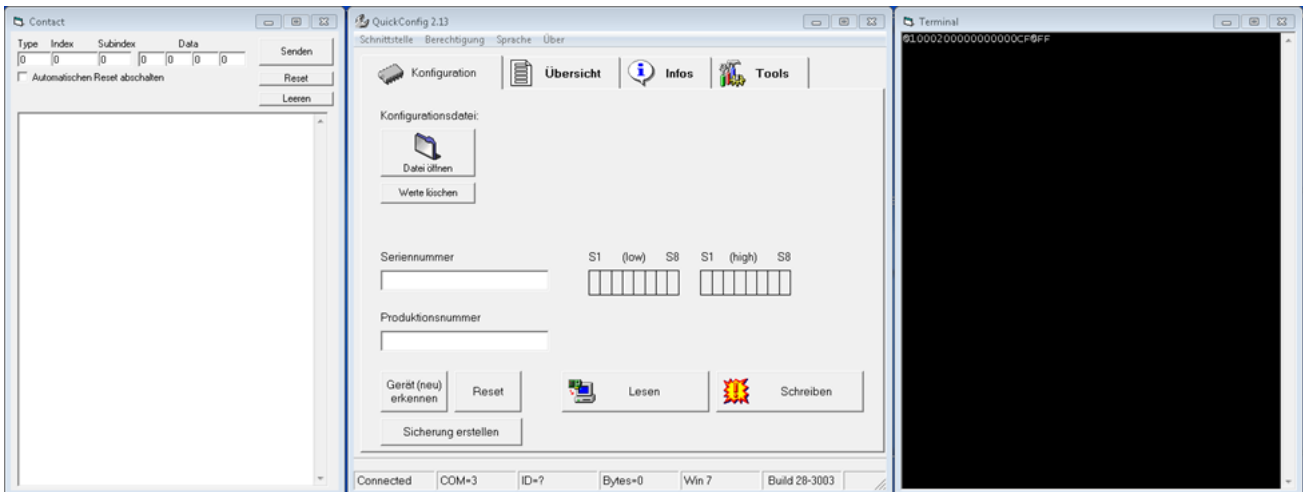 Contact
Type Index Subindex Data
0 0 0 0 0 0 0
Senden
Automatischen Reset abschalten
Reset
Leeren
QuickConfig 2.13
Schnittstelle Berechtigung Sprache Über
Konfiguration Übersicht Infos Tools
Konfigurationsdatei:
Datei öffnen
Werte löschen
Seriennummer
S1 (low) S8 S1 (high) S8
Produktionsnummer
Gerät (neu)
erkennen
Reset
Lesen
Schreiben
Sicherung erstellen
Connected COM=3 ID=? Bytes=0 Win 7 Build 28-3003
Terminal